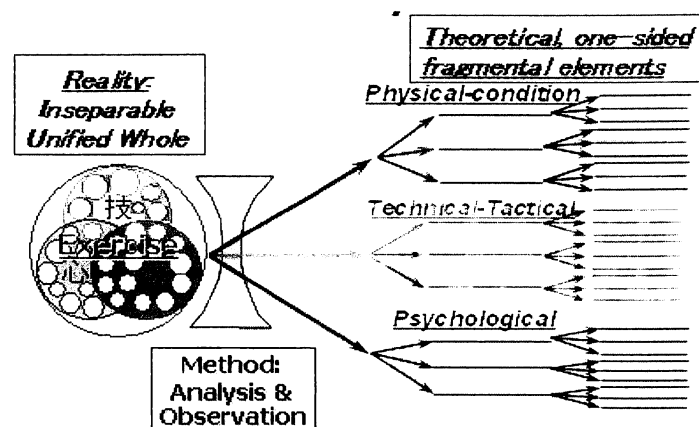 Reality:
Inseparable
Unified Whole
Theoretical, one-sided
fragmental elements
Physical-condition
技
Exercise
心
Technical-Tactical
Psychological
Method:
Analysis &
Observation